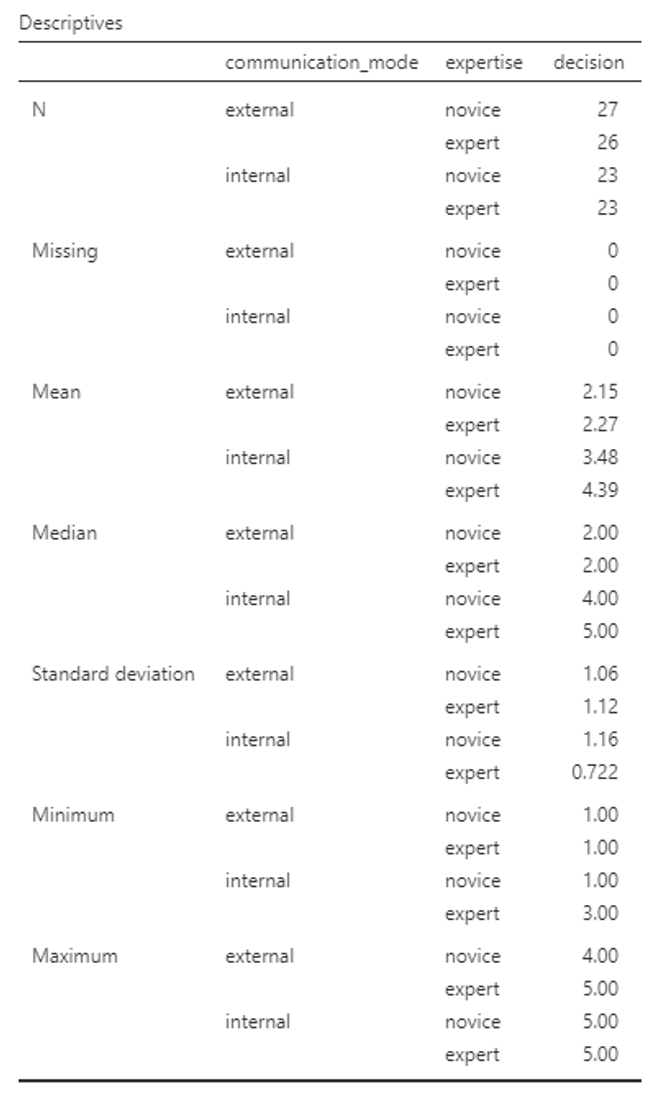 Descriptives
communication_mode expertise decision
N external novice 27
expert 26
internal novice 23
expert 23
Missing external novice 0
expert 0
internal novice 0
expert 0
Mean external novice 2.15
expert 2.27
internal novice 3.48
expert 4.39
Median external novice 2.00
expert 2.00
internal novice 4.00
expert 5.00
Standard deviation external novice 1.06
expert 1.12
internal novice 1.16
expert 0.722
Minimum external novice 1.00
expert 1.00
internal novice 1.00
expert 3.00
Maximum external novice 4.00
expert 5.00
internal novice 5.00
expert 5.00